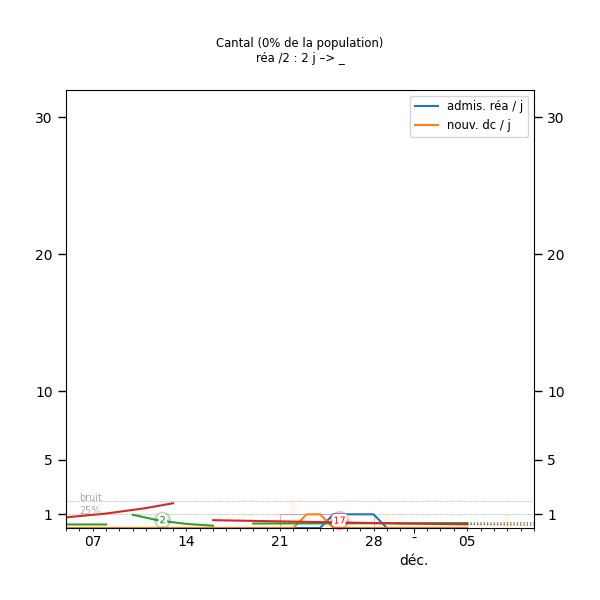 Cantal (0% de la population)
réa /2 : 2 j –> _
admis. réa / j
nouv. dc / j
30 30
20 20
10 10
5 5
bruit
25%
1 1
2
17
07 14 21 28 - 05
déc.